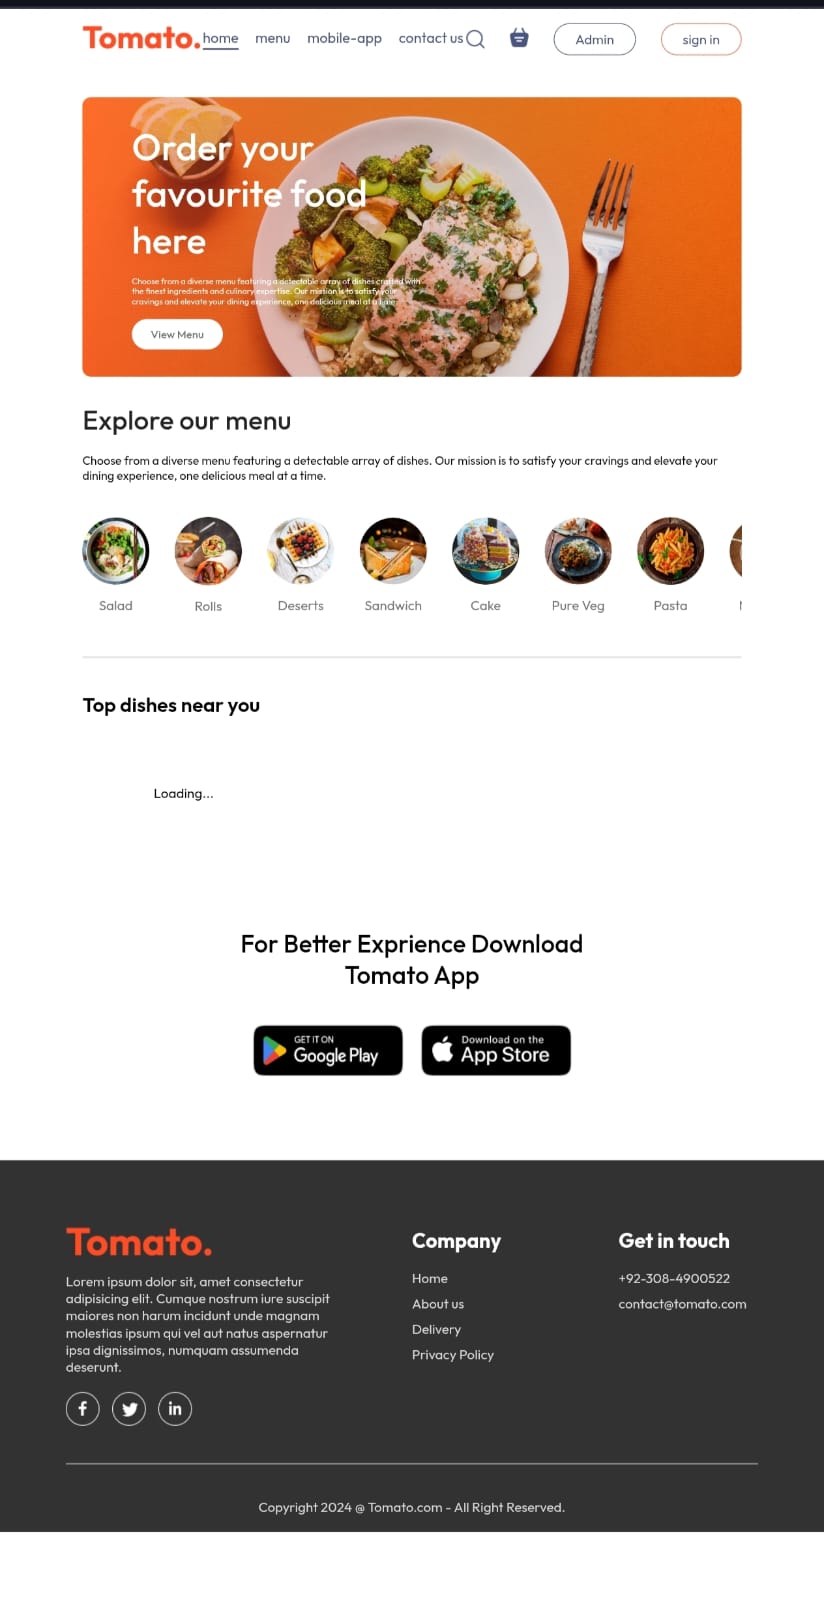 Tomato. home menu mobile-app contact us Admin sign in
Order your
favourite food
here
Choose from a diverse menu featuring a detectable array of dishes crafted with
the finest ingredients and culinary expertise. Our mission is to satisfy your
cravings and elevate your dining experience, one delicious meal at a time.
View Menu
Explore our menu
Choose from a diverse menu featuring a detectable array of dishes. Our mission is to satisfy your cravings and elevate your
dining experience, one delicious meal at a time.
Salad Rolls Deserts Sandwich Cake Pure Veg Pasta
Top dishes near you
Loading...
For Better Exprience Download
Tomato App
GET IT ON
Google Play
Download on the
App Store
Tomato.
Lorem ipsum dolor sit, amet consectetur
adipisicing elit. Cumque nostrum iure suscipit
maiores non harum incidunt unde magnam
molestias ipsum qui vel aut natus aspernatur
ipsa dignissimos, numquam assumenda
deserunt.
Company
Home
About us
Delivery
Privacy Policy
Get in touch
+92-308-4900522
contact@tomato.com
Copyright 2024 @ Tomato.com - All Right Reserved.